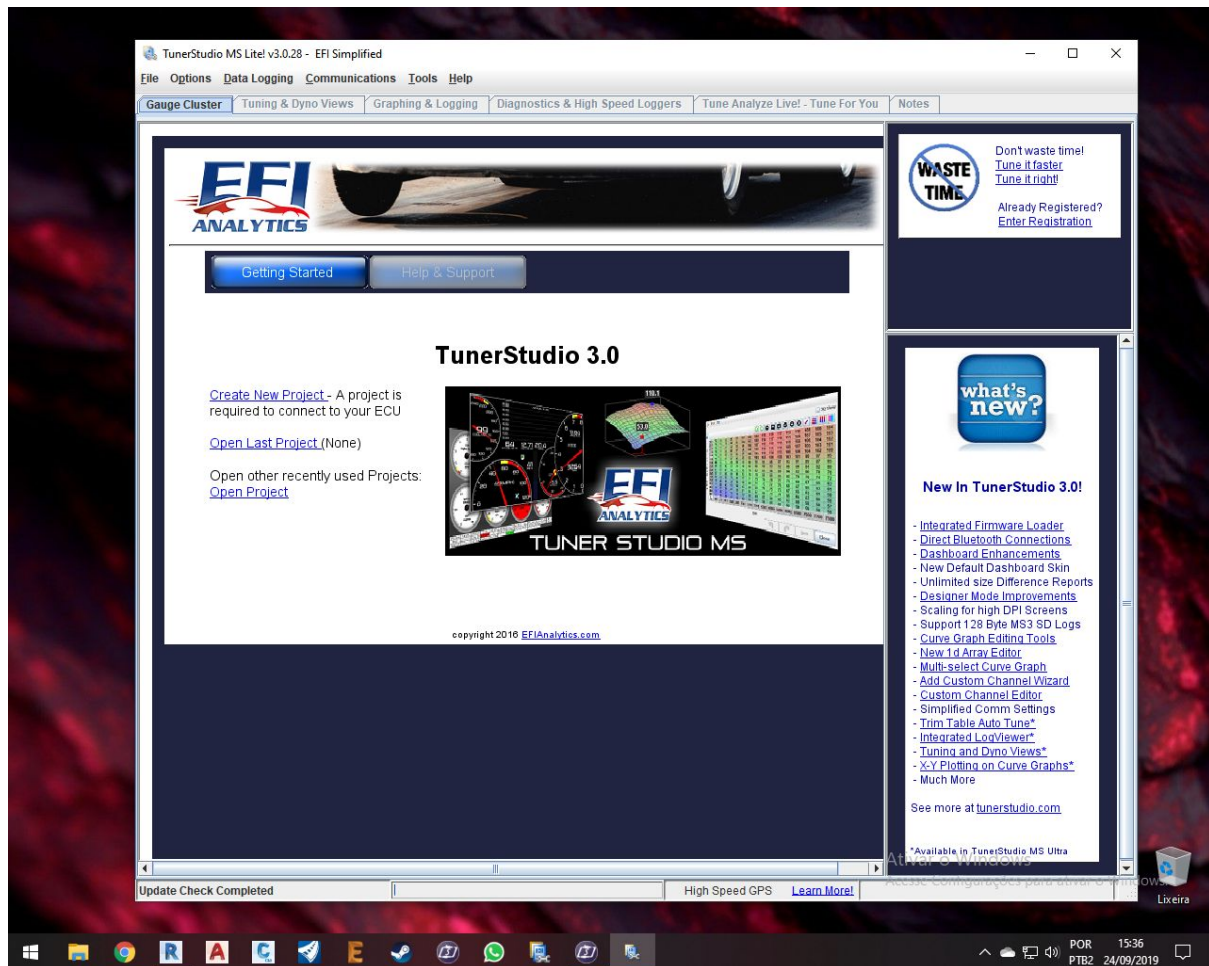 TunerStudio MS Lite! v3.0.28 - EFI Simplified
File Options Data Logging Communications Tools Help
Gauge Cluster Tuning & Dyno Views Graphing & Logging Diagnostics & High Speed Loggers Tune Analyze Live! - Tune For You Notes
EFI
ANALYTICS
Getting Started Help & Support
TunerStudio 3.0
Create New Project - A project is
required to connect to your ECU
Open Last Project (None)
Open other recently used Projects:
Open Project
118.1
53.0
EFI
ANALYTICS
TUNER STUDIO MS
copyright 2016 EFIAnalytics.com
WASTE
TIME
Don't waste time!
Tune it faster
Tune it right!
Already Registered?
Enter Registration
what's
new?
New In TunerStudio 3.0!
- Integrated Firmware Loader
- Direct Bluetooth Connections
- Dashboard Enhancements
- New Default Dashboard Skin
- Unlimited size Difference Reports
- Designer Mode Improvements
- Scaling for high DPI Screens
- Support 128 Byte MS3 SD Logs
- Curve Graph Editing Tools
- New 1d Array Editor
- Multi-select Curve Graph
- Add Custom Channel Wizard
- Custom Channel Editor
- Simplified Comm Settings
- Trim Table Auto Tune*
- Integrated LogViewer*
- Tuning and Dyno Views*
- X-Y Plotting on Curve Graphs*
- Much More
See more at tunerstudio.com
*Available in TunerStudio MS Ultra
Ativar o Windows
Acesse Configurações para ativar o Windows.
Update Check Completed High Speed GPS Learn More!
Lixeira
POR 15:36
PTB2 24/09/2019